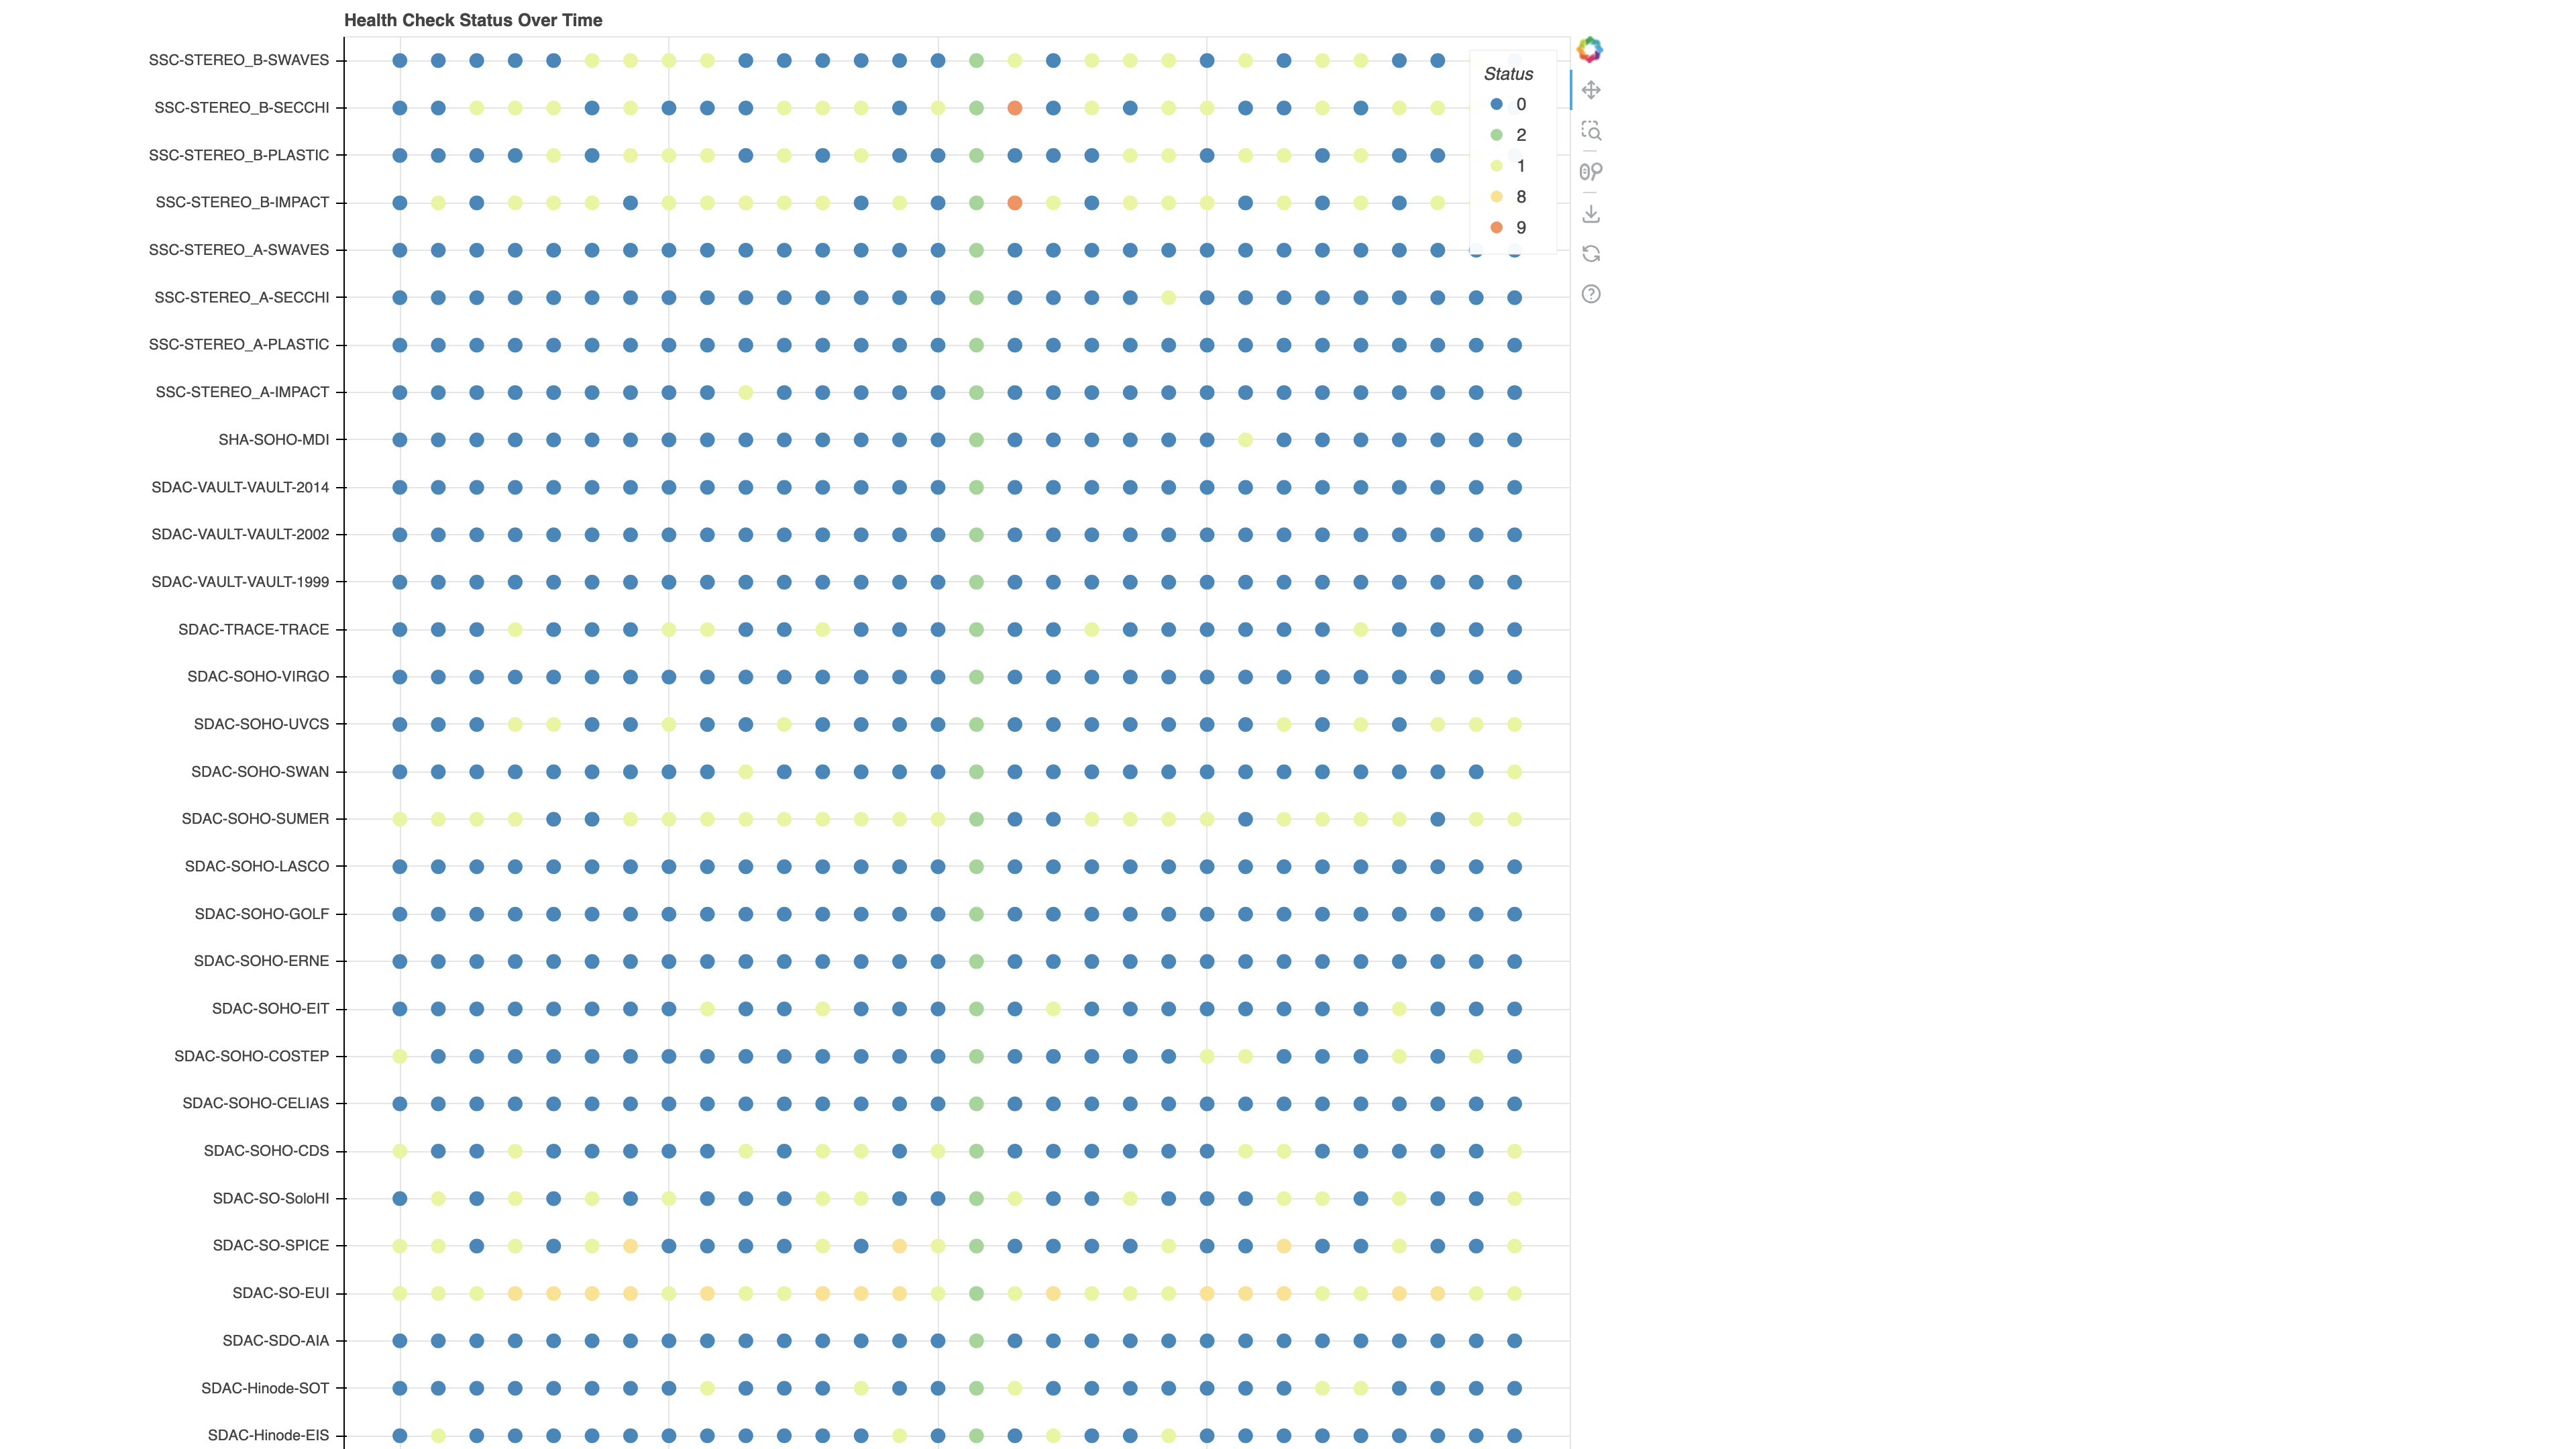 Health Check Status Over Time
SSC-STEREO_B-SWAVES
SSC-STEREO_B-SECCHI
SSC-STEREO_B-PLASTIC
SSC-STEREO_B-IMPACT
SSC-STEREO_A-SWAVES
SSC-STEREO_A-SECCHI
SSC-STEREO_A-PLASTIC
SSC-STEREO_A-IMPACT
SHA-SOHO-MDI
SDAC-VAULT-VAULT-2014
SDAC-VAULT-VAULT-2002
SDAC-VAULT-VAULT-1999
SDAC-TRACE-TRACE
SDAC-SOHO-VIRGO
SDAC-SOHO-UVCS
SDAC-SOHO-SWAN
SDAC-SOHO-SUMER
SDAC-SOHO-LASCO
SDAC-SOHO-GOLF
SDAC-SOHO-ERNE
SDAC-SOHO-EIT
SDAC-SOHO-COSTEP
SDAC-SOHO-CELIAS
SDAC-SOHO-CDS
SDAC-SO-SoloHI
SDAC-SO-SPICE
SDAC-SO-EUI
SDAC-SDO-AIA
SDAC-Hinode-SOT
SDAC-Hinode-EIS
Status
0
2
1
8
9